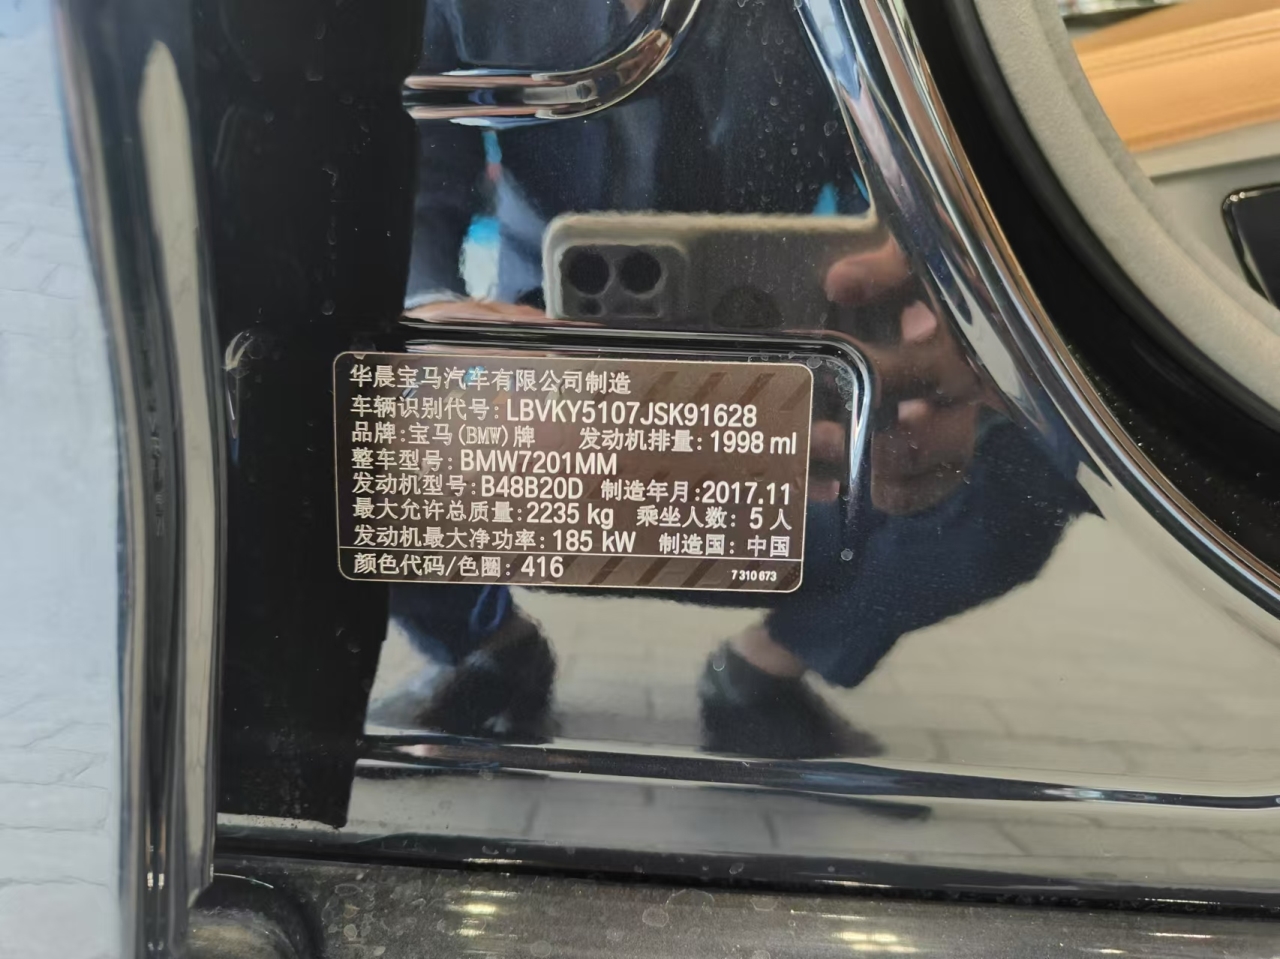 华晨宝马汽车有限公司制造
车辆识别代号:LBVKY5107JSK91628
品牌:宝马(BMW)牌 发动机排量:1998 ml
整车型号:BMW7201MM
发动机型号:B48B20D 制造年月:2017.11
最大允许总质量:2235 kg 乘坐人数: 5 人
发动机最大净功率:185 kW 制造国: 中国
颜色代码/色圈: 416 7 310 673